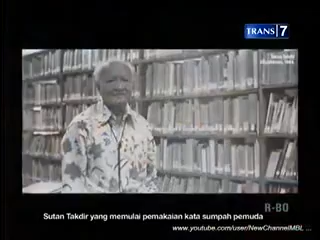 TRANS|7
R-BO
Sutan Takdir yang memulai pemakaian kata sumpah pemuda
www.youtube.com/user/NewChannelMBL ...